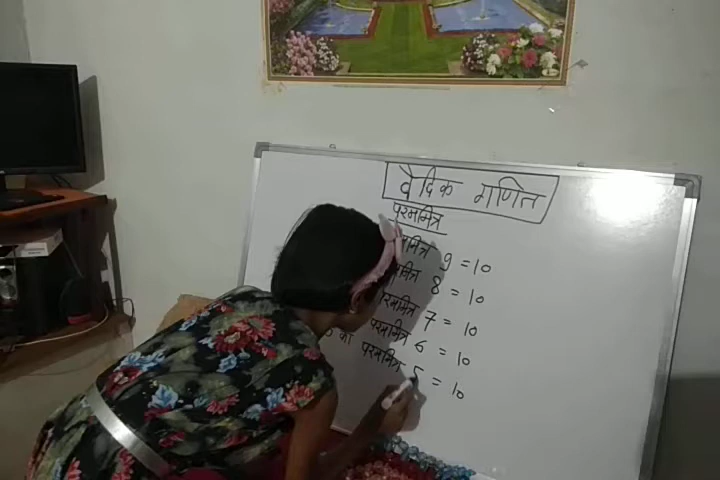 वैदिक गणित
परममित्र
मित्र 9 = 10
मित्र 8 = 10
परममित्र 7 = 10
परममित्र 6 = 10
का परममित्र 5 = 10